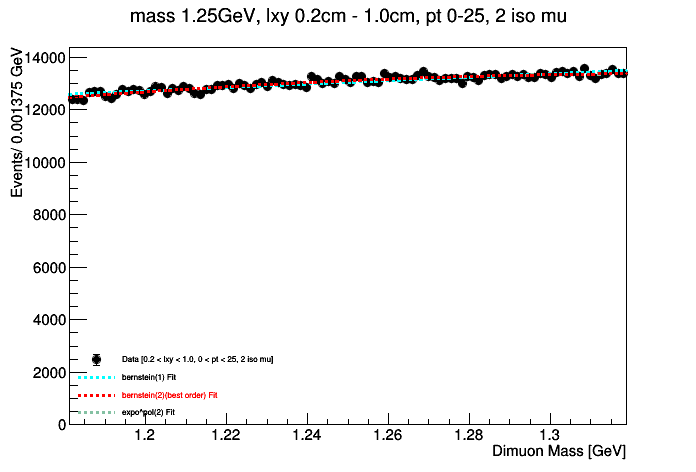 mass 1.25GeV, lxy 0.2cm - 1.0cm, pt 0-25, 2 iso mu
Events/ 0.001375 GeV
14000
12000
10000
8000
6000
4000
2000
0
Data [0.2 < lxy < 1.0, 0 < pt < 25, 2 iso mu]
bernstein(1) Fit
bernstein(2)(best order) Fit
expo*pol(2) Fit
1.2 1.22 1.24 1.26 1.28 1.3
Dimuon Mass [GeV]